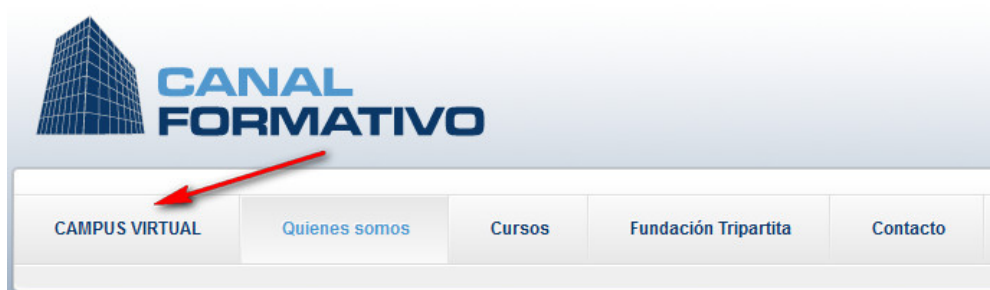 CANAL
FORMATIVO
CAMPUS VIRTUAL Quienes somos Cursos Fundación Tripartita Contacto